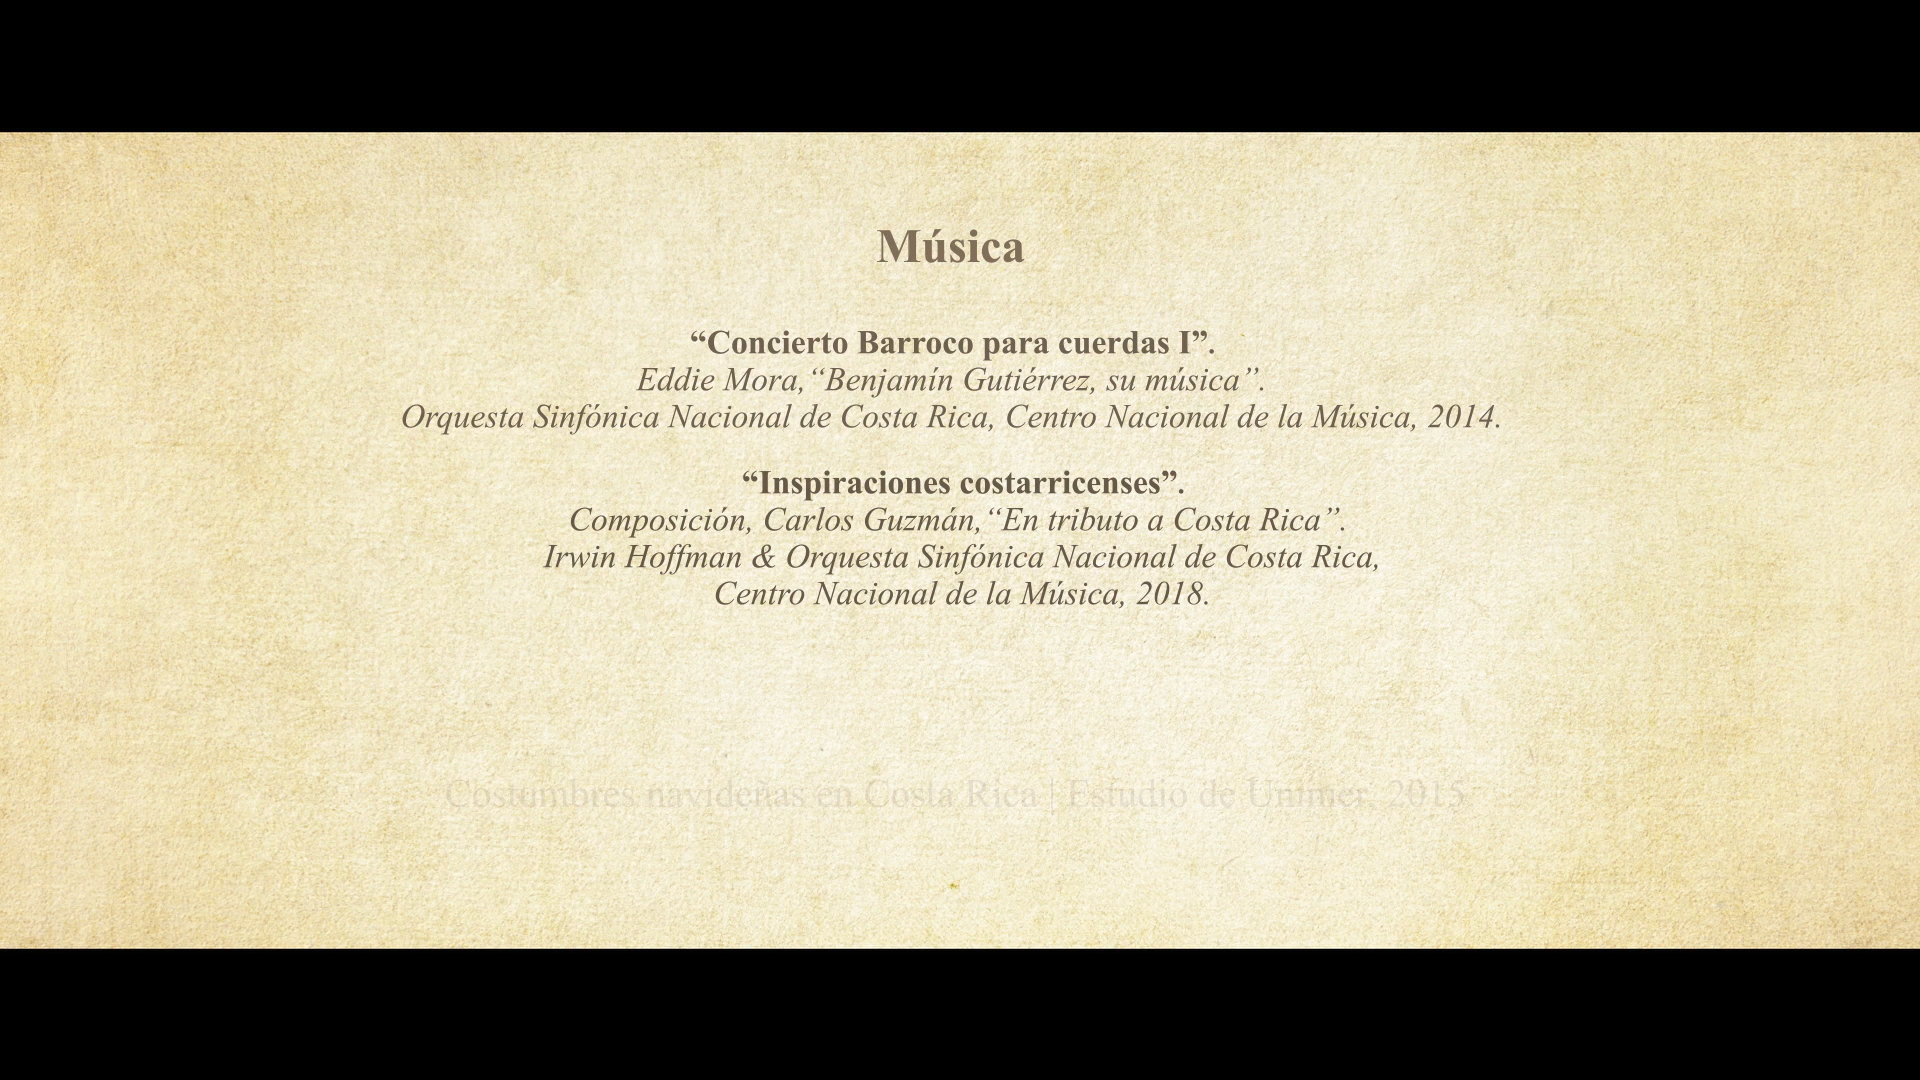 Música
“Concierto Barroco para cuerdas I”.
Eddie Mora,“Benjamín Gutiérrez, su música”.
Orquesta Sinfónica Nacional de Costa Rica, Centro Nacional de la Música, 2014.
“Inspiraciones costarricenses”.
Composición, Carlos Guzmán,“En tributo a Costa Rica”.
Irwin Hoffman & Orquesta Sinfónica Nacional de Costa Rica,
Centro Nacional de la Música, 2018.
Costumbres navideñas en Costa Rica | Estudio de Unimer, 2015